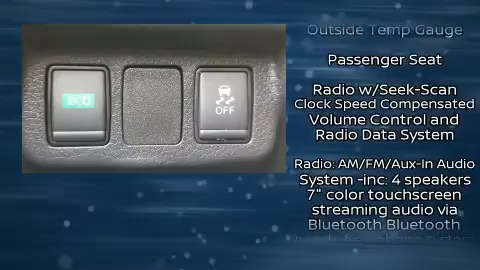 Outside Temp Gauge
Passenger Seat
Radio w/Seek-Scan
Clock Speed Compensated
Volume Control and
Radio Data System
Radio: AM/FM/Aux-In Audio
System -inc: 4 speakers
7" color touchscreen
streaming audio via
Bluetooth Bluetooth
ECO
OFF